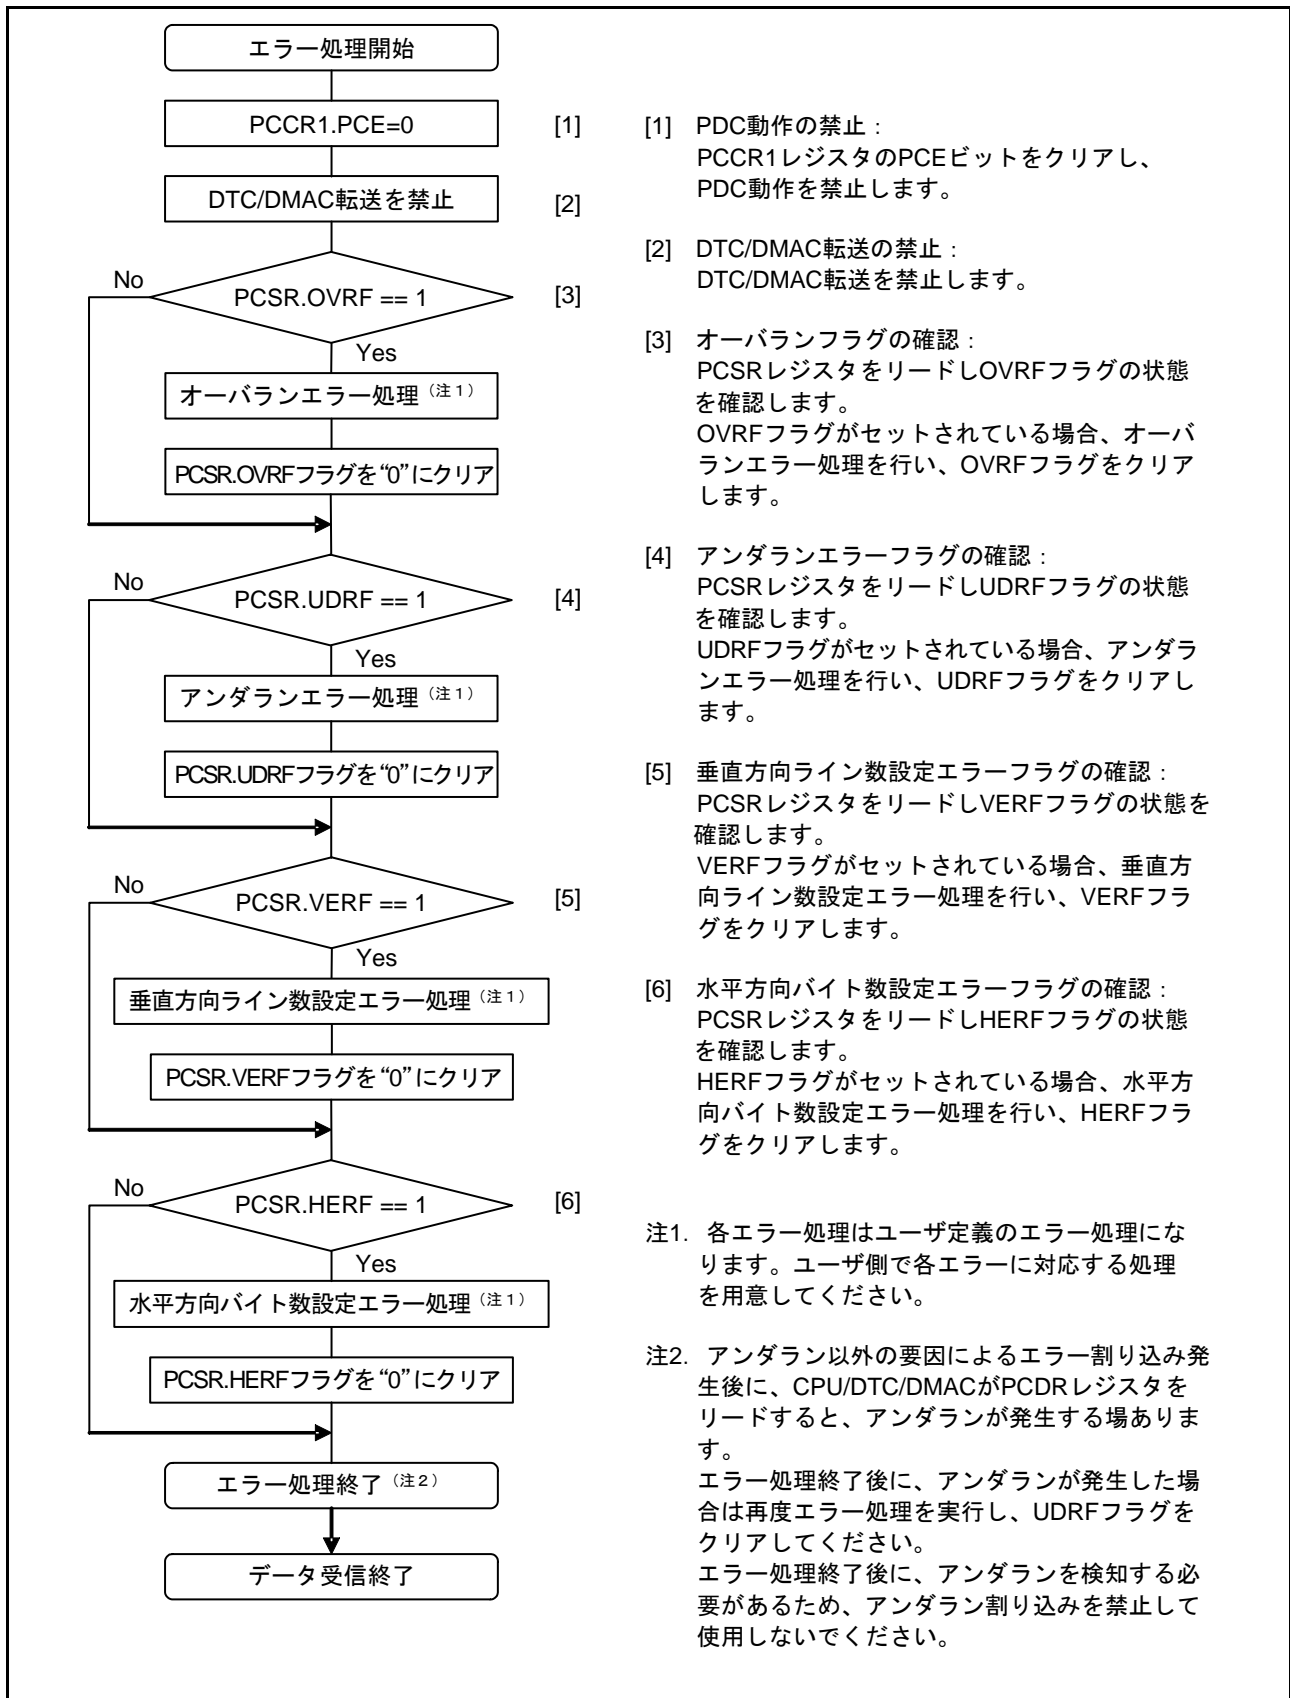 エラー処理開始
PCCR1.PCE=0
[1]
DTC/DMAC転送を禁止
[2]
No
PCSR.OVRF == 1
[3]
Yes
オーバランエラー処理（注１）
PCSR.OVRFフラグを“0”にクリア
No
PCSR.UDRF == 1
[4]
Yes
アンダランエラー処理（注１）
PCSR.UDRFフラグを“0”にクリア
No
PCSR.VERF == 1
[5]
Yes
垂直方向ライン数設定エラー処理（注１）
PCSR.VERFフラグを“0”にクリア
No
PCSR.HERF == 1
[6]
Yes
水平方向バイト数設定エラー処理（注１）
PCSR.HERFフラグを“0”にクリア
エラー処理終了（注２）
データ受信終了
[1] PDC動作の禁止：
PCCR1レジスタのPCEビットをクリアし、
PDC動作を禁止します。
[2] DTC/DMAC転送の禁止：
DTC/DMAC転送を禁止します。
[3] オーバランフラグの確認：
PCSRレジスタをリードしOVRFフラグの状態
を確認します。
OVRFフラグがセットされている場合、オーバ
ランエラー処理を行い、OVRFフラグをクリア
します。
[4] アンダランエラーフラグの確認：
PCSRレジスタをリードしUDRFフラグの状態
を確認します。
UDRFフラグがセットされている場合、アンダラ
ンエラー処理を行い、UDRFフラグをクリアし
ます。
[5] 垂直方向ライン数設定エラーフラグの確認：
PCSRレジスタをリードしVERFフラグの状態を
確認します。
VERFフラグがセットされている場合、垂直方
向ライン数設定エラー処理を行い、VERFフラ
グをクリアします。
[6] 水平方向バイト数設定エラーフラグの確認：
PCSRレジスタをリードしHERFフラグの状態
を確認します。
HERFフラグがセットされている場合、水平方
向バイト数設定エラー処理を行い、HERFフラ
グをクリアします。
注1. 各エラー処理はユーザ定義のエラー処理にな
ります。ユーザ側で各エラーに対応する処理
を用意してください。
注2. アンダラン以外の要因によるエラー割り込み発
生後に、CPU/DTC/DMACがPCDRレジスタを
リードすると、アンダランが発生する場ありま
す。
エラー処理終了後に、アンダランが発生した場
合は再度エラー処理を実行し、UDRFフラグを
クリアしてください。
エラー処理終了後に、アンダランを検知する必
要があるため、アンダラン割り込みを禁止して
使用しないでください。